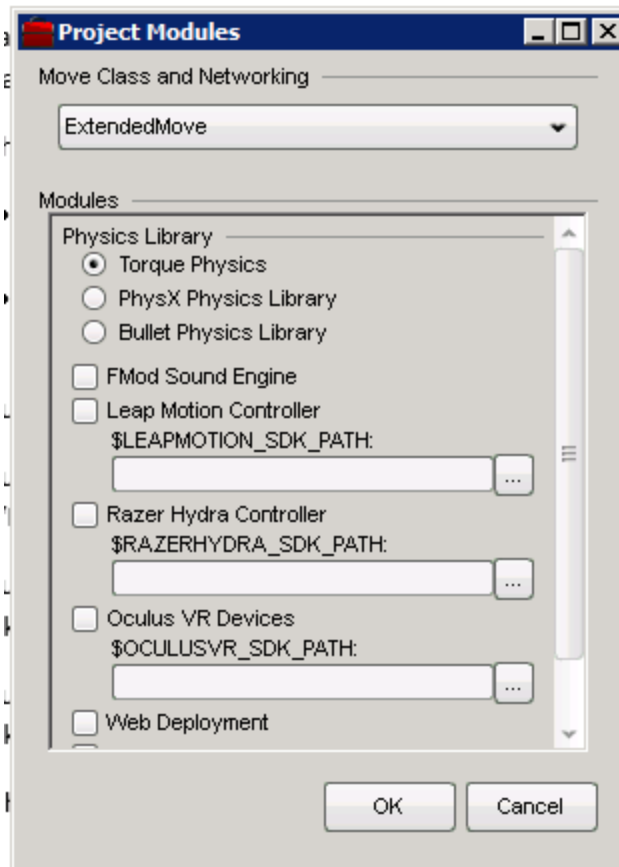 Project Modules
Move Class and Networking
ExtendedMove
Modules
Physics Library
Torque Physics
PhysX Physics Library
Bullet Physics Library
FMod Sound Engine
Leap Motion Controller
$LEAPMOTION_SDK_PATH:
...
Razer Hydra Controller
$RAZERHYDRA_SDK_PATH:
...
Oculus VR Devices
$OCULUSVR_SDK_PATH:
...
Web Deployment
OK Cancel